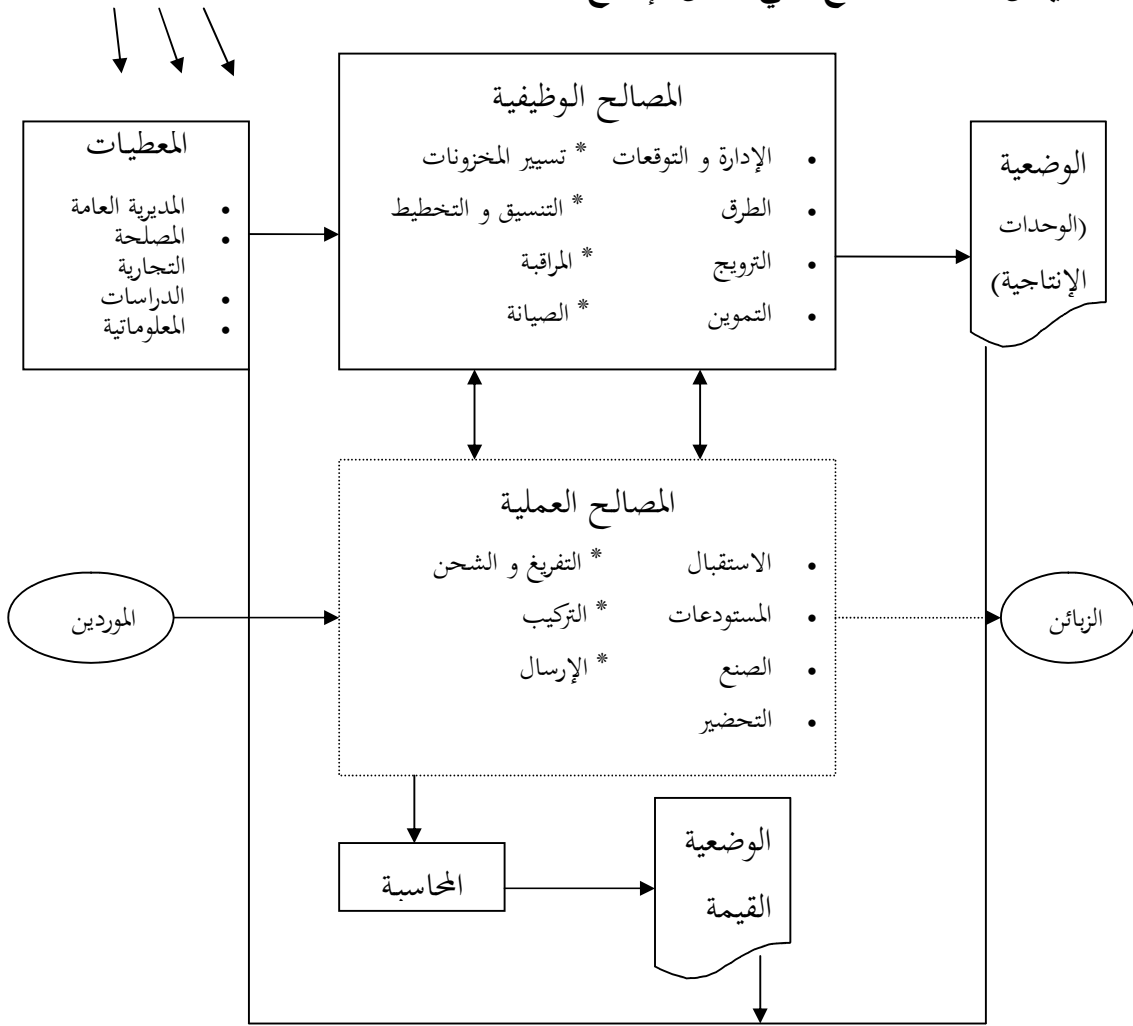 المصالح الوظيفية
الإدارة و التوقعات * تسيير المخزونات
الطرق * التنسيق و التخطيط
الترويج * المراقبة
التموين * الصيانة
المعطيات
المديرية العامة
المصلحة
التجارية
الدراسات
المعلوماتية
الوضعية
(الوحدات
الإنتاجية)
المصالح العملية
الاستقبال * التفريغ و الشحن
المستودعات * التركيب
الصنع * الإرسال
التحضير
الموردين
الزبائن
المحاسبة
الوضعية
القيمة